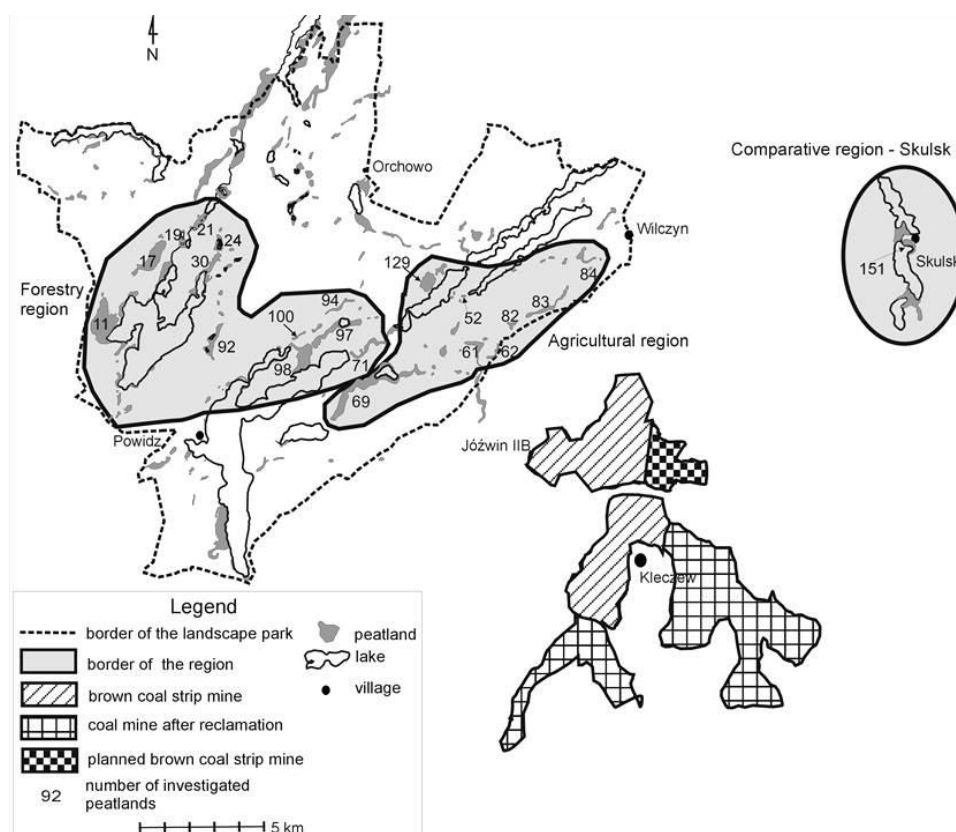 N
Orchowo
Comparative region - Skulsk
19
21
24
17
30
Wilczyn
129
84
151
Skulsk
Forestry
region
11
100
94
97
92
98
71
69
52
82
83
61
62
Agricultural region
Powidz
Jóźwin IIB
Kleczew
Legend
border of the landscape park
peatland
border of the region
lake
brown coal strip mine
village
coal mine after reclamation
planned brown coal strip mine
92
number of investigated
peatlands
5 km